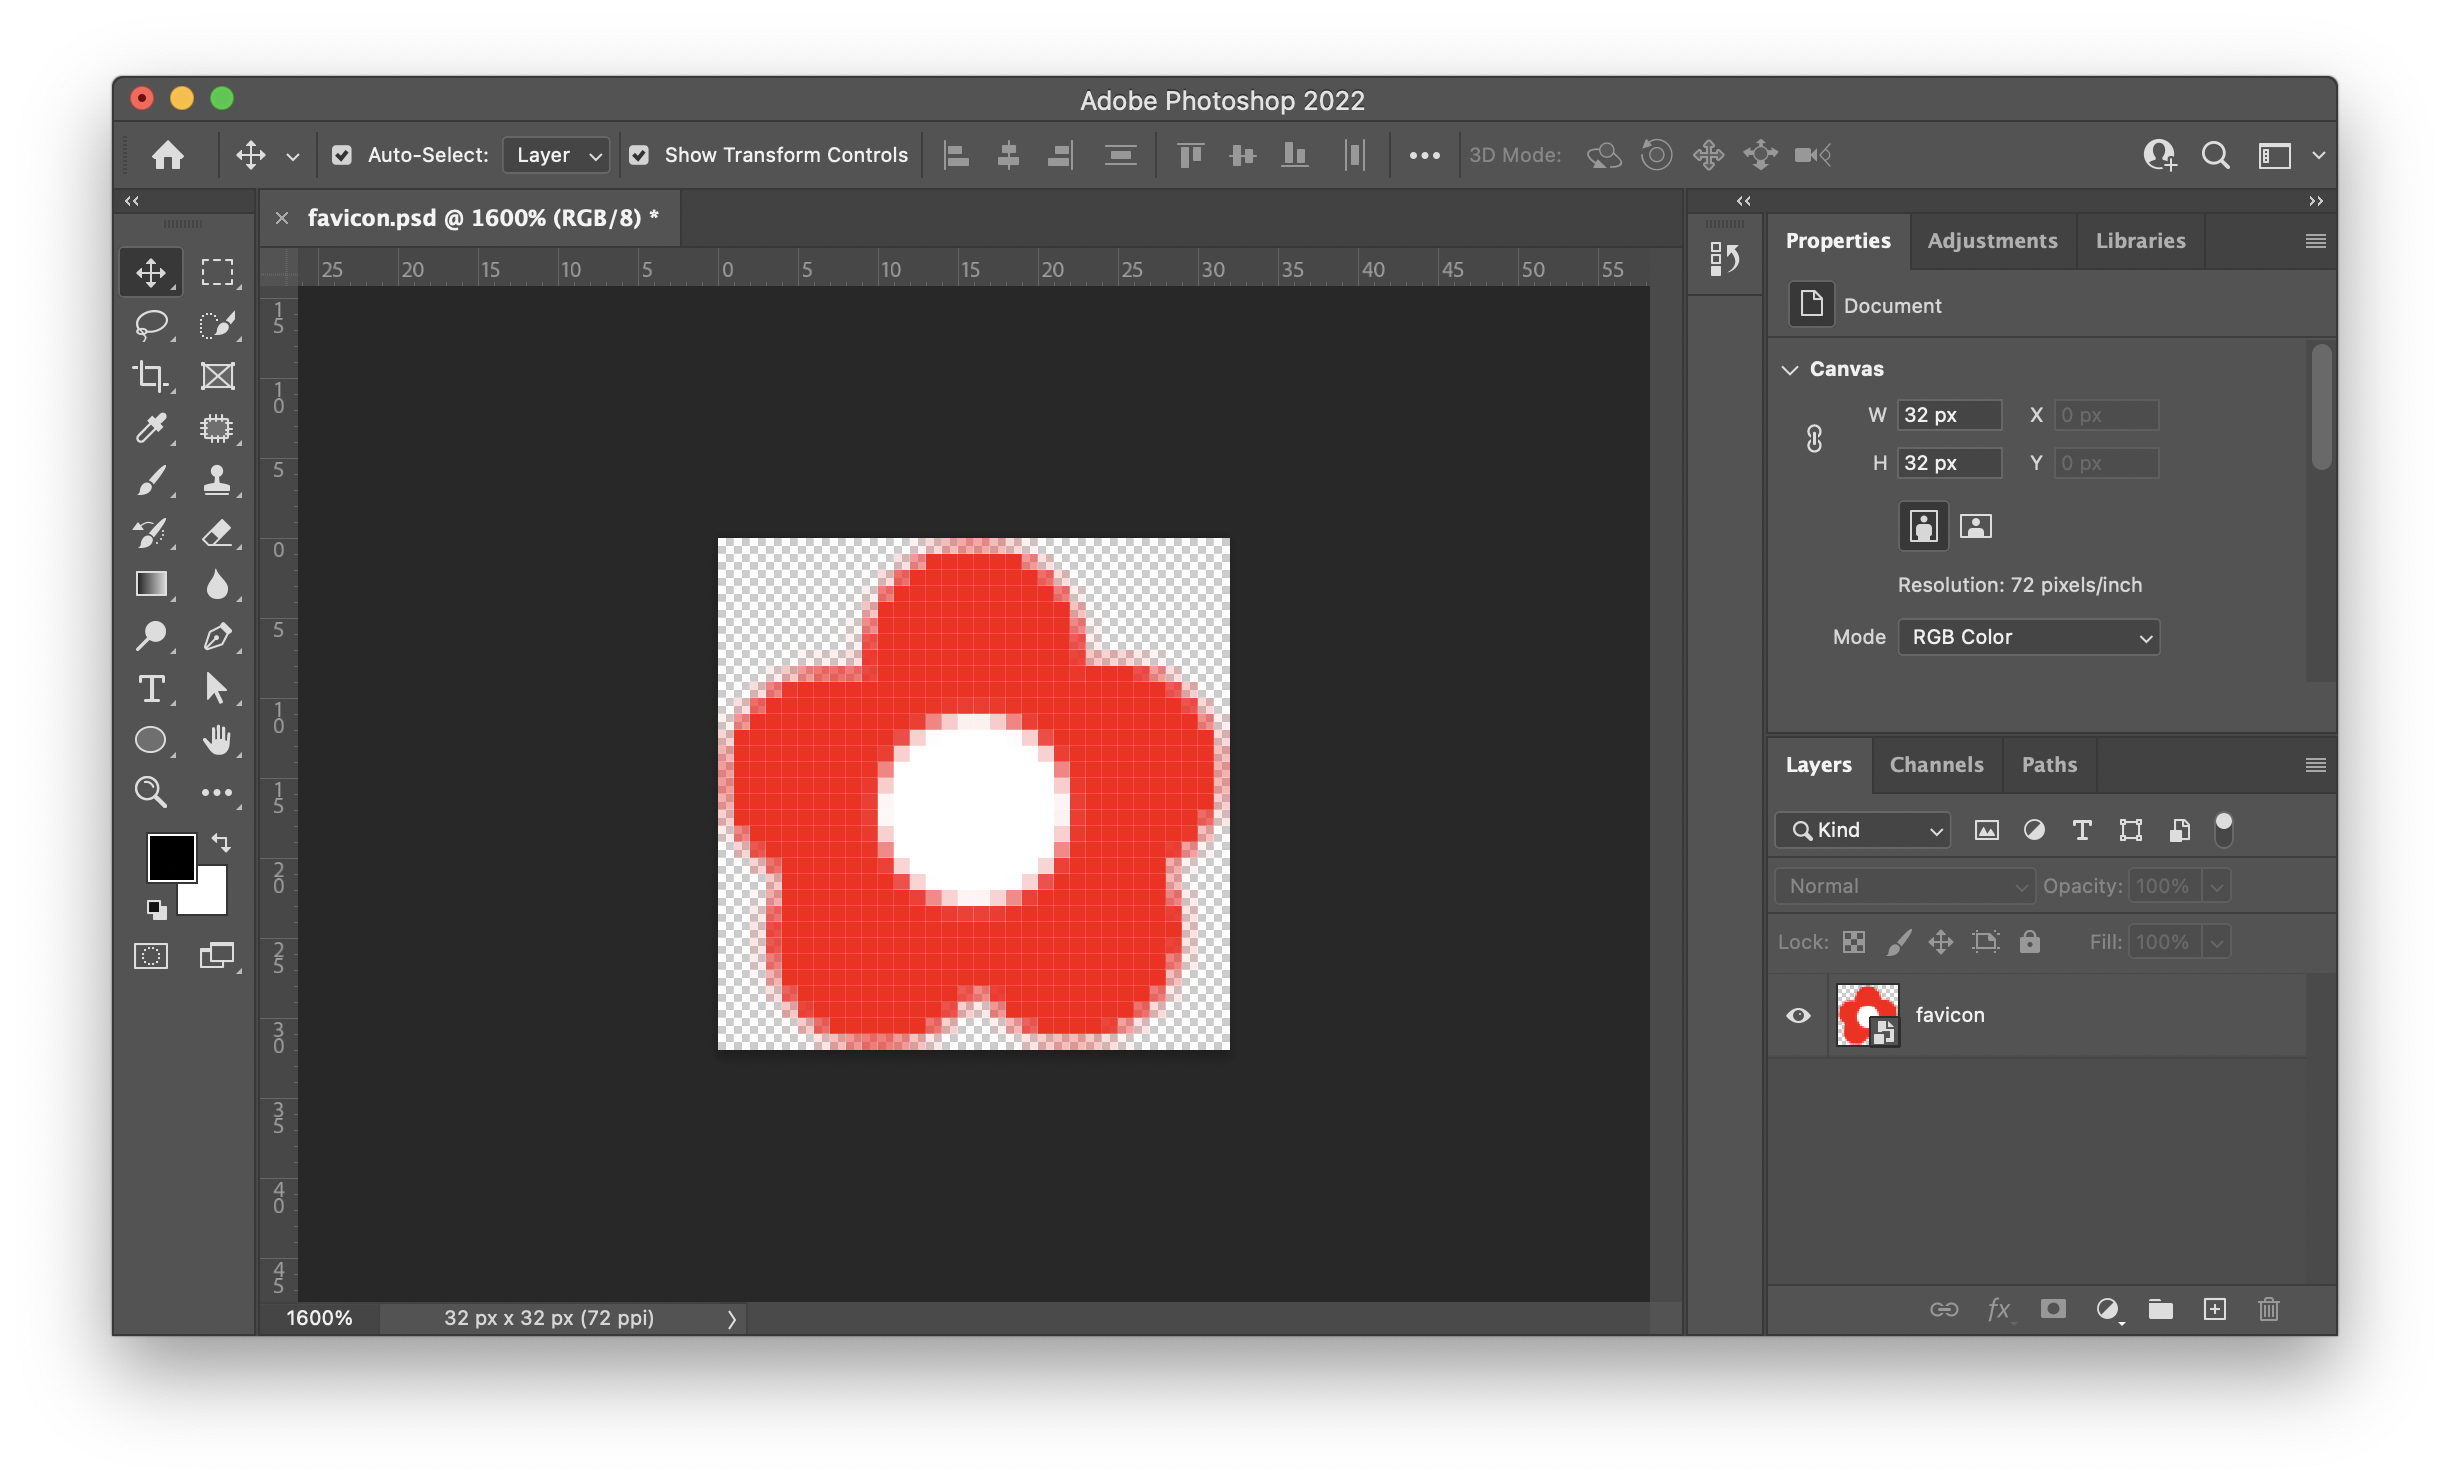 Adobe Photoshop 2022
Auto-Select: Layer Show Transform Controls 3D Mode:
favicon.psd @ 1600% (RGB/8) *
25 20 15 10 5 0 5 10 15 20 25 30 35 40 45 50 55
15
10
5
0
5
10
15
20
25
30
35
40
45
1600% 32 px x 32 px (72 ppi)
Properties Adjustments Libraries
Document
Canvas
W 32 px X 0 px
H 32 px Y 0 px
Resolution: 72 pixels/inch
Mode RGB Color
Layers Channels Paths
Kind
Normal Opacity: 100%
Lock: Fill: 100%
favicon
fx